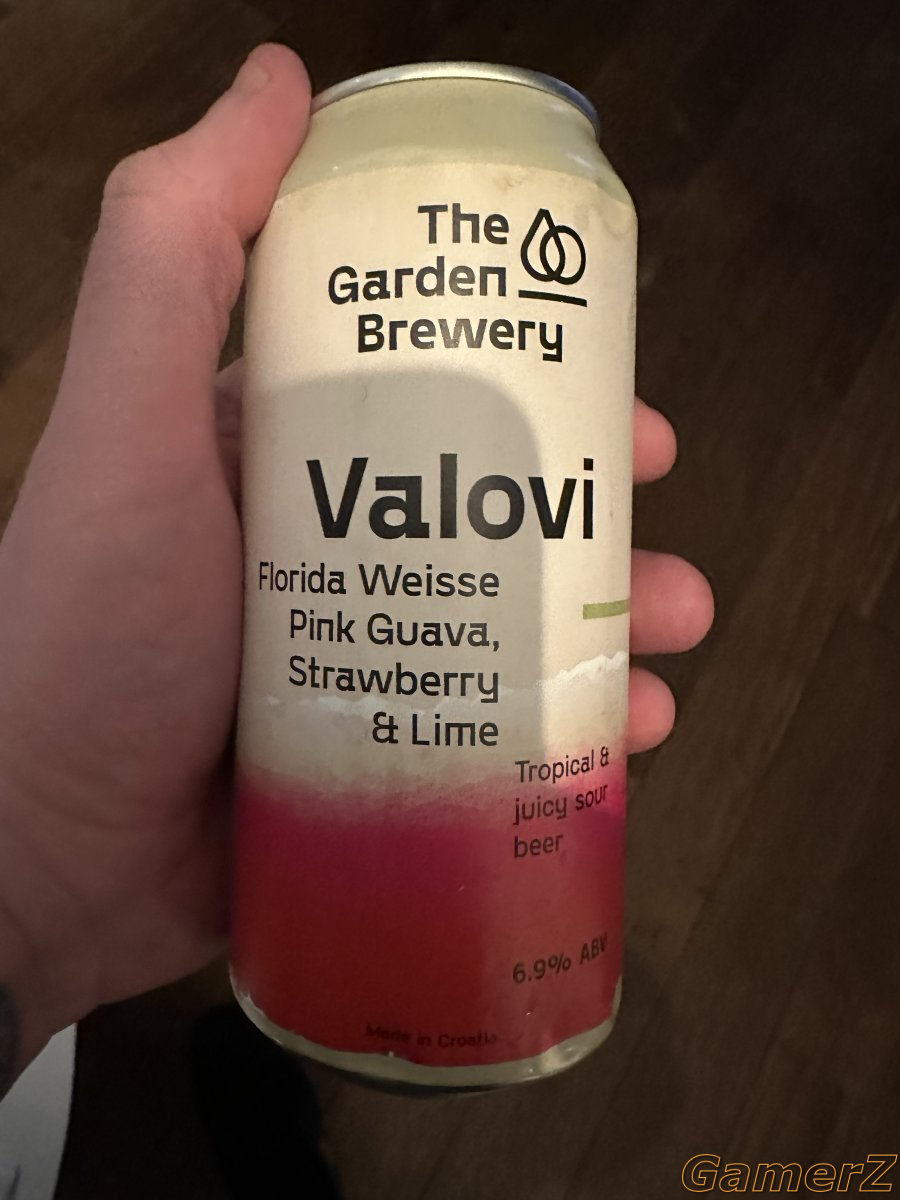 The
Garden
Brewery
Valovi
Florida Weisse
Pink Guava,
Strawberry
& Lime
Tropical &
juicy sour
beer
6.9% ABV
Made in Croatia
GamerZ